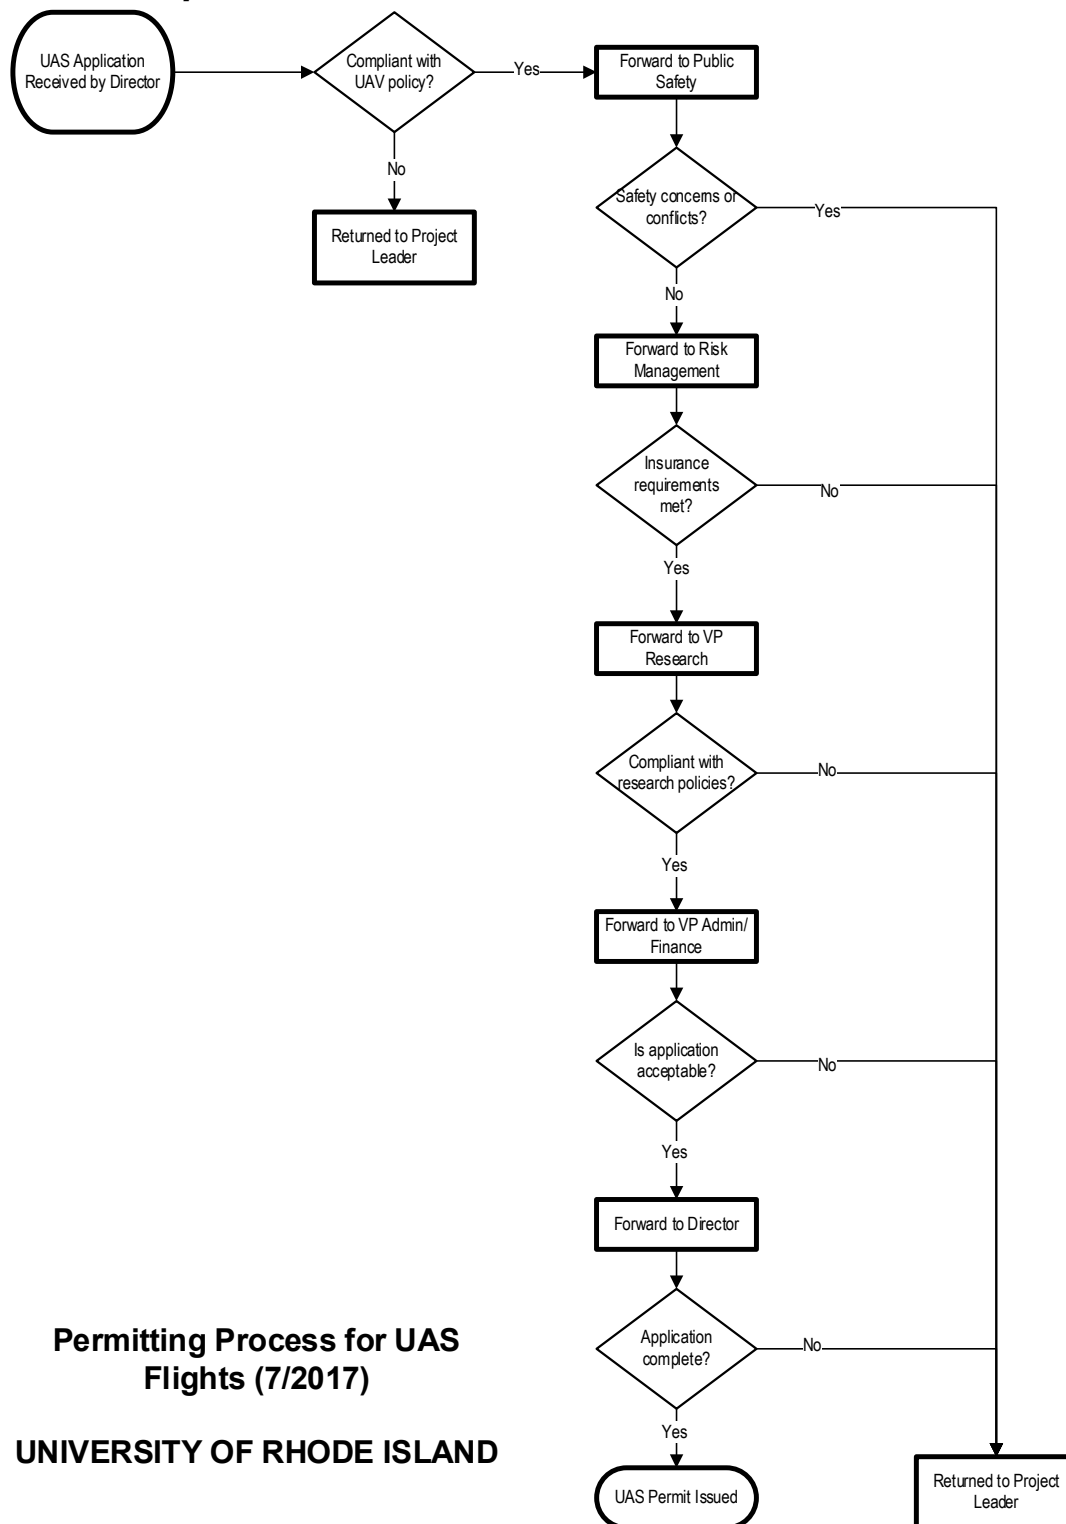 UAS Application
Received by Director
Compliant with
UAV policy?
Yes
Forward to Public
Safety
No
Returned to Project
Leader
Safety concerns or
conflicts?
Yes
No
Forward to Risk
Management
Insurance
requirements
met?
No
Yes
Forward to VP
Research
Compliant with
research policies?
No
Yes
Forward to VP Admin/
Finance
Is application
acceptable?
No
Yes
Forward to Director
Application
complete?
No
Yes
UAS Permit Issued
Returned to Project
Leader
Permitting Process for UAS
Flights (7/2017)
UNIVERSITY OF RHODE ISLAND